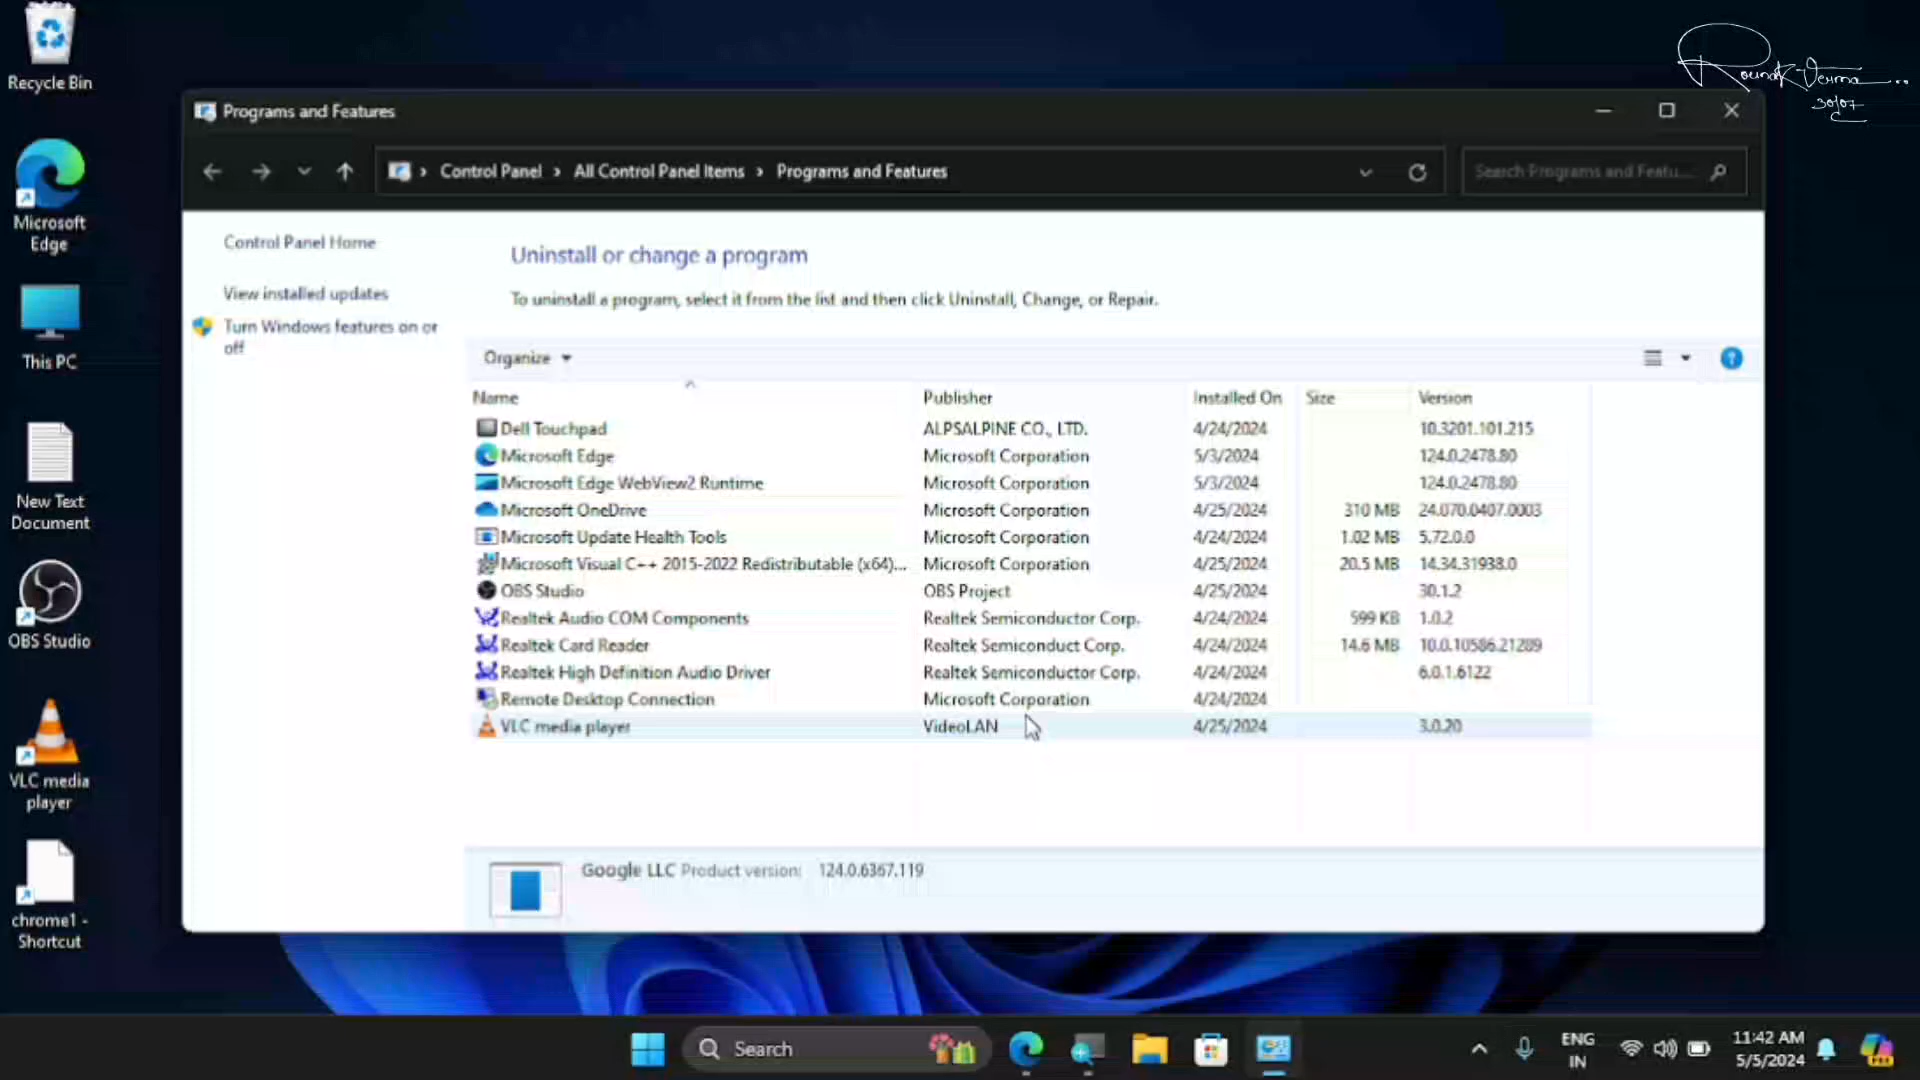 Recycle Bin
Microsoft
Edge
This PC
New Text
Document
OBS Studio
VLC media
player
chrome1 -
Shortcut
Programs and Features
Control Panel > All Control Panel Items > Programs and Features
Search Programs and Featu...
Control Panel Home
View installed updates
Turn Windows features on or
off
Uninstall or change a program
To uninstall a program, select it from the list and then click Uninstall, Change, or Repair.
Organize
Name Publisher Installed On Size Version
Dell Touchpad ALPSALPINE CO., LTD. 4/24/2024 10.3201.101.215
Microsoft Edge Microsoft Corporation 5/3/2024 124.0.2478.80
Microsoft Edge WebView2 Runtime Microsoft Corporation 5/3/2024 124.0.2478.80
Microsoft OneDrive Microsoft Corporation 4/25/2024 310 MB 24.070.0407.0003
Microsoft Update Health Tools Microsoft Corporation 4/24/2024 1.02 MB 5.72.0.0
Microsoft Visual C++ 2015-2022 Redistributable (x64)... Microsoft Corporation 4/25/2024 20.5 MB 14.34.31938.0
OBS Studio OBS Project 4/25/2024 30.1.2
Realtek Audio COM Components Realtek Semiconductor Corp. 4/24/2024 599 KB 1.0.2
Realtek Card Reader Realtek Semiconduct Corp. 4/24/2024 14.6 MB 10.0.10586.21289
Realtek High Definition Audio Driver Realtek Semiconductor Corp. 4/24/2024 6.0.1.6122
Remote Desktop Connection Microsoft Corporation 4/24/2024
VLC media player VideoLAN 4/25/2024 3.0.20
Google LLC Product version: 124.0.6367.119
Search
ENG
IN
11:42 AM
5/5/2024
Rounak Verma
30/07